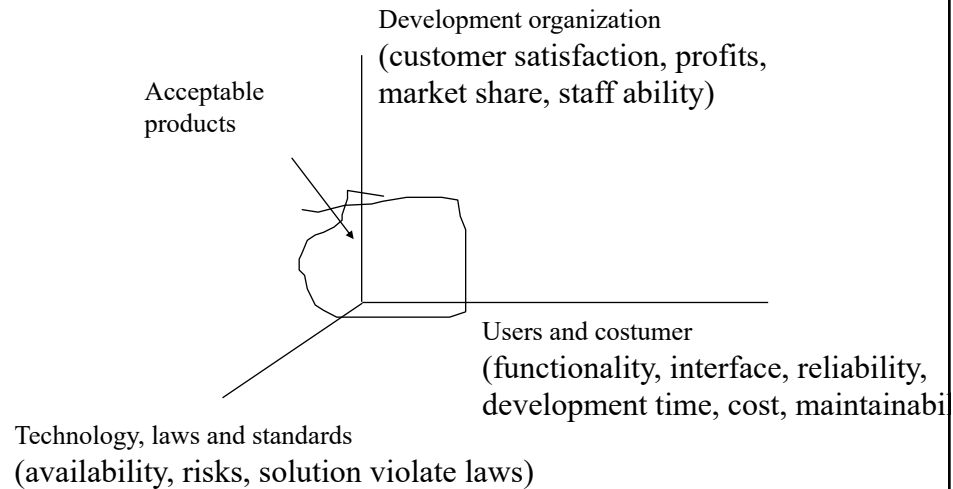 Development organization
(customer satisfaction, profits,
market share, staff ability)
Acceptable
products
Users and costumer
(functionality, interface, reliability,
development time, cost, maintainabil
Technology, laws and standards
(availability, risks, solution violate laws)